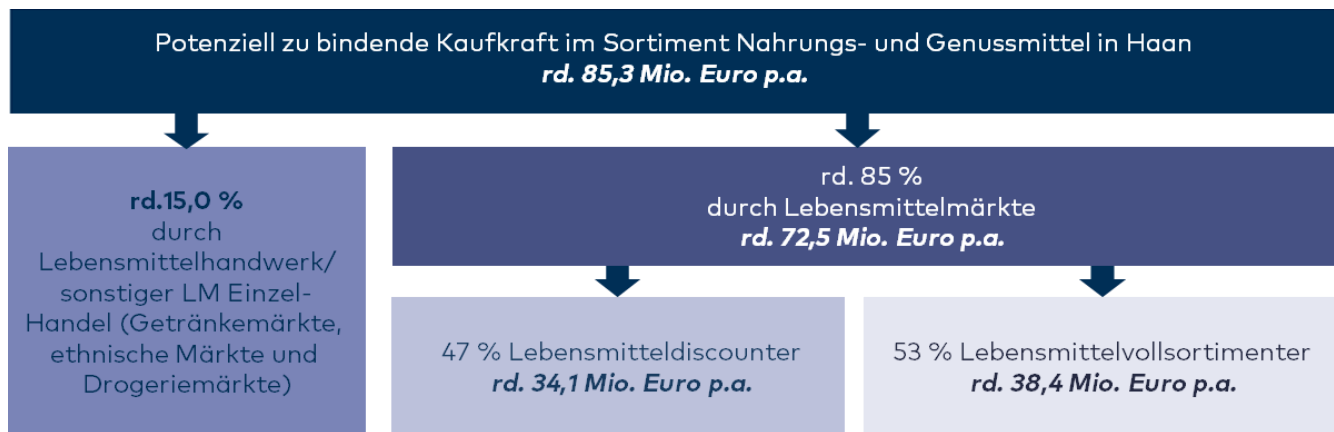 Potenziell zu bindende Kaufkraft im Sortiment Nahrungs- und Genussmittel in Haan
rd. 85,3 Mio. Euro p.a.
rd.15,0 %
durch
Lebensmittelhandwerk/
sonstiger LM Einzel-
Handel (Getränkemärkte,
ethnische Märkte und
Drogeriemärkte)
rd. 85 %
durch Lebensmittelmärkte
rd. 72,5 Mio. Euro p.a.
47 % Lebensmitteldiscounter
rd. 34,1 Mio. Euro p.a.
53 % Lebensmittelvollsortimenter
rd. 38,4 Mio. Euro p.a.